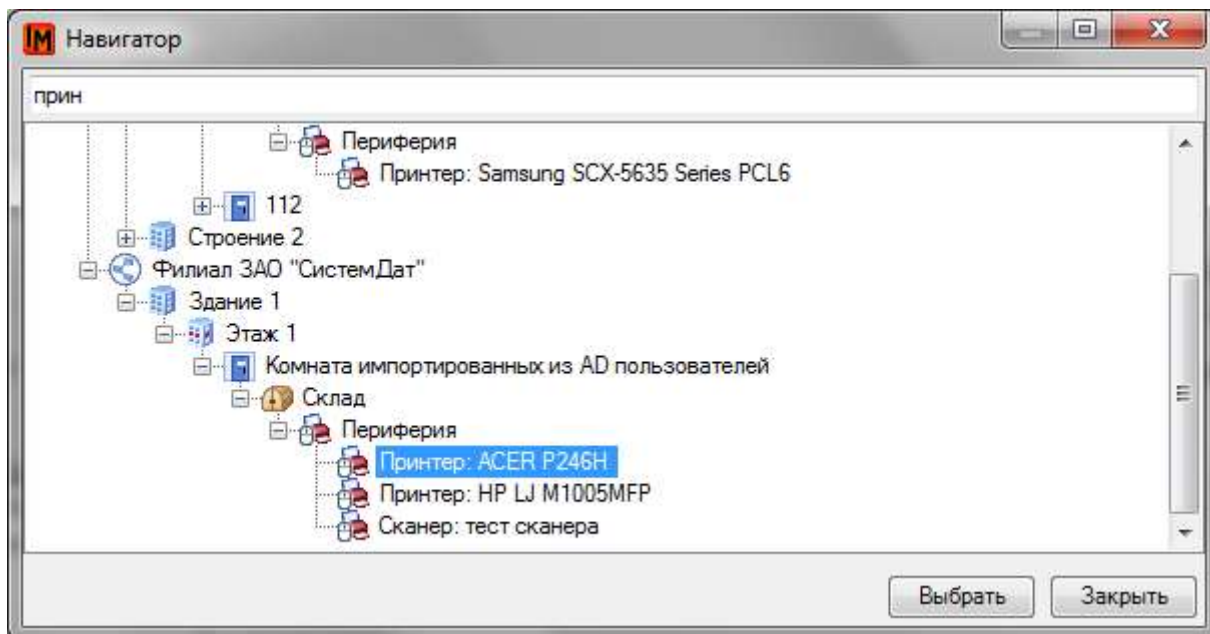 IM Навигатор
прин
Периферия
Принтер: Samsung SCX-5635 Series PCL6
112
Строение 2
Филиал ЗАО "СистемДат"
Здание 1
Этаж 1
Комната импортированных из AD пользователей
Склад
Периферия
Принтер: ACER P246H
Принтер: HP LJ M1005MFP
Сканер: тест сканера
Выбрать Закрыть